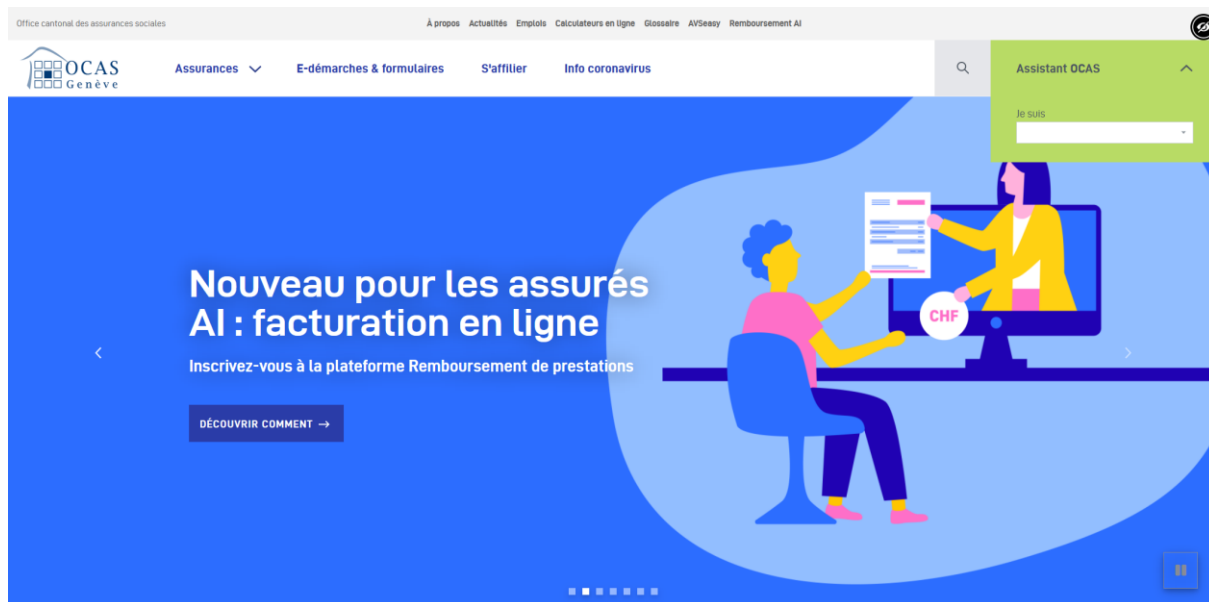 Office cantonal des assurances sociales
À propos Actualités Emplois Calculateurs en ligne Glossaire AVSeasy Remboursement AI
OCAS
Genève
Assurances
E-démarches & formulaires
S'affilier
Info coronavirus
Assistant OCAS
Je suis
CHF
Nouveau pour les assurés
AI : facturation en ligne
Inscrivez-vous à la plateforme Remboursement de prestations
DÉCOUVRIR COMMENT →